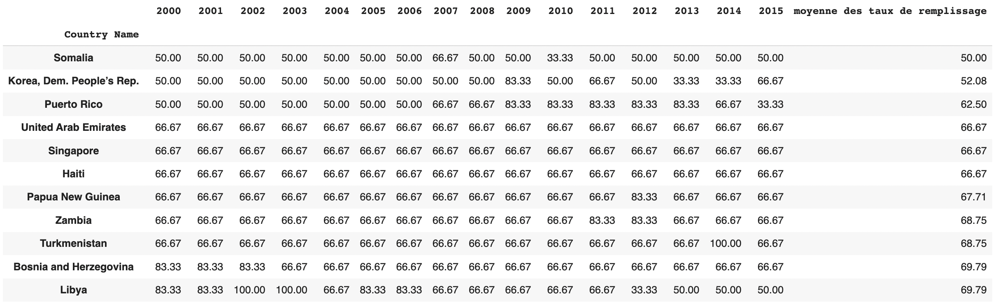 2000 2001 2002 2003 2004 2005 2006 2007 2008 2009 2010 2011 2012 2013 2014 2015 moyenne des taux de remplissage
Country Name
Somalia 50.00 50.00 50.00 50.00 50.00 50.00 50.00 66.67 50.00 50.00 33.33 50.00 50.00 50.00 50.00 50.00 50.00
Korea, Dem. People’s Rep. 50.00 50.00 50.00 50.00 50.00 50.00 50.00 50.00 50.00 83.33 50.00 66.67 50.00 33.33 33.33 66.67 52.08
Puerto Rico 50.00 50.00 50.00 50.00 50.00 50.00 50.00 66.67 66.67 83.33 83.33 83.33 83.33 83.33 66.67 33.33 62.50
United Arab Emirates 66.67 66.67 66.67 66.67 66.67 66.67 66.67 66.67 66.67 66.67 66.67 66.67 66.67 66.67 66.67 66.67 66.67
Singapore 66.67 66.67 66.67 66.67 66.67 66.67 66.67 66.67 66.67 66.67 66.67 66.67 66.67 66.67 66.67 66.67 66.67
Haiti 66.67 66.67 66.67 66.67 66.67 66.67 66.67 66.67 66.67 66.67 66.67 66.67 66.67 66.67 66.67 66.67 66.67
Papua New Guinea 66.67 66.67 66.67 66.67 66.67 66.67 66.67 66.67 66.67 66.67 66.67 66.67 83.33 66.67 66.67 66.67 67.71
Zambia 66.67 66.67 66.67 66.67 66.67 66.67 66.67 66.67 66.67 66.67 66.67 83.33 83.33 66.67 66.67 66.67 68.75
Turkmenistan 66.67 66.67 66.67 66.67 66.67 66.67 66.67 66.67 66.67 66.67 66.67 66.67 66.67 66.67 100.00 66.67 68.75
Bosnia and Herzegovina 83.33 83.33 83.33 66.67 66.67 66.67 66.67 66.67 66.67 66.67 66.67 66.67 66.67 66.67 66.67 66.67 69.79
Libya 83.33 83.33 100.00 100.00 66.67 83.33 83.33 66.67 66.67 66.67 66.67 66.67 33.33 50.00 50.00 50.00 69.79